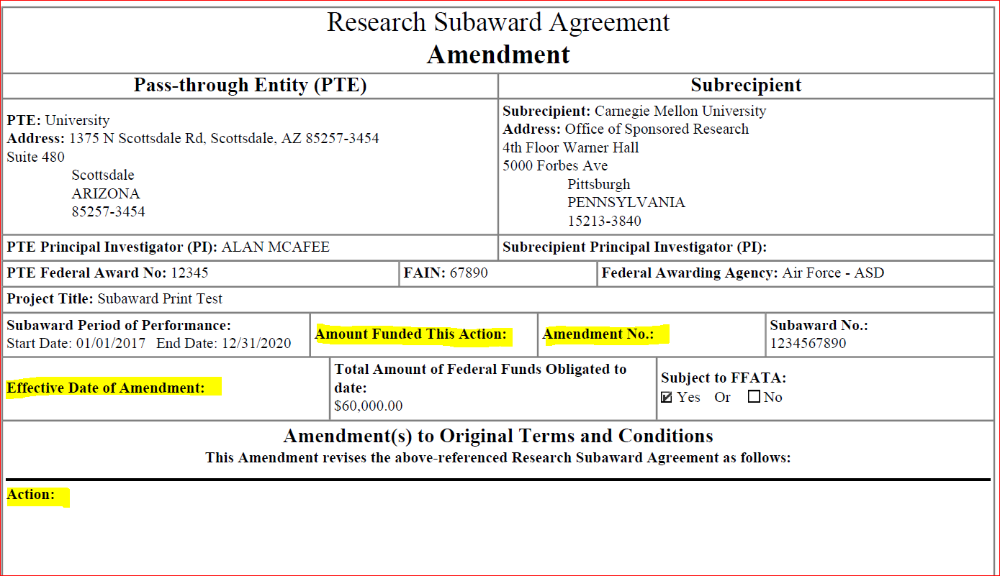 Research Subaward Agreement
Amendment
Pass-through Entity (PTE)
Subrecipient
PTE: University
Address: 1375 N Scottsdale Rd, Scottsdale, AZ 85257-3454
Suite 480
Scottsdale
ARIZONA
85257-3454
Subrecipient: Carnegie Mellon University
Address: Office of Sponsored Research
4th Floor Warner Hall
5000 Forbes Ave
Pittsburgh
PENNSYLVANIA
15213-3840
PTE Principal Investigator (PI): ALAN MCAFEE
Subrecipient Principal Investigator (PI):
PTE Federal Award No: 12345
FAIN: 67890
Federal Awarding Agency: Air Force - ASD
Project Title: Subaward Print Test
Subaward Period of Performance:
Start Date: 01/01/2017 End Date: 12/31/2020
Amount Funded This Action:
Amendment No.:
Subaward No.:
1234567890
Effective Date of Amendment:
Total Amount of Federal Funds Obligated to
date:
$60,000.00
Subject to FFATA:
Yes Or No
Amendment(s) to Original Terms and Conditions
This Amendment revises the above-referenced Research Subaward Agreement as follows:
Action: